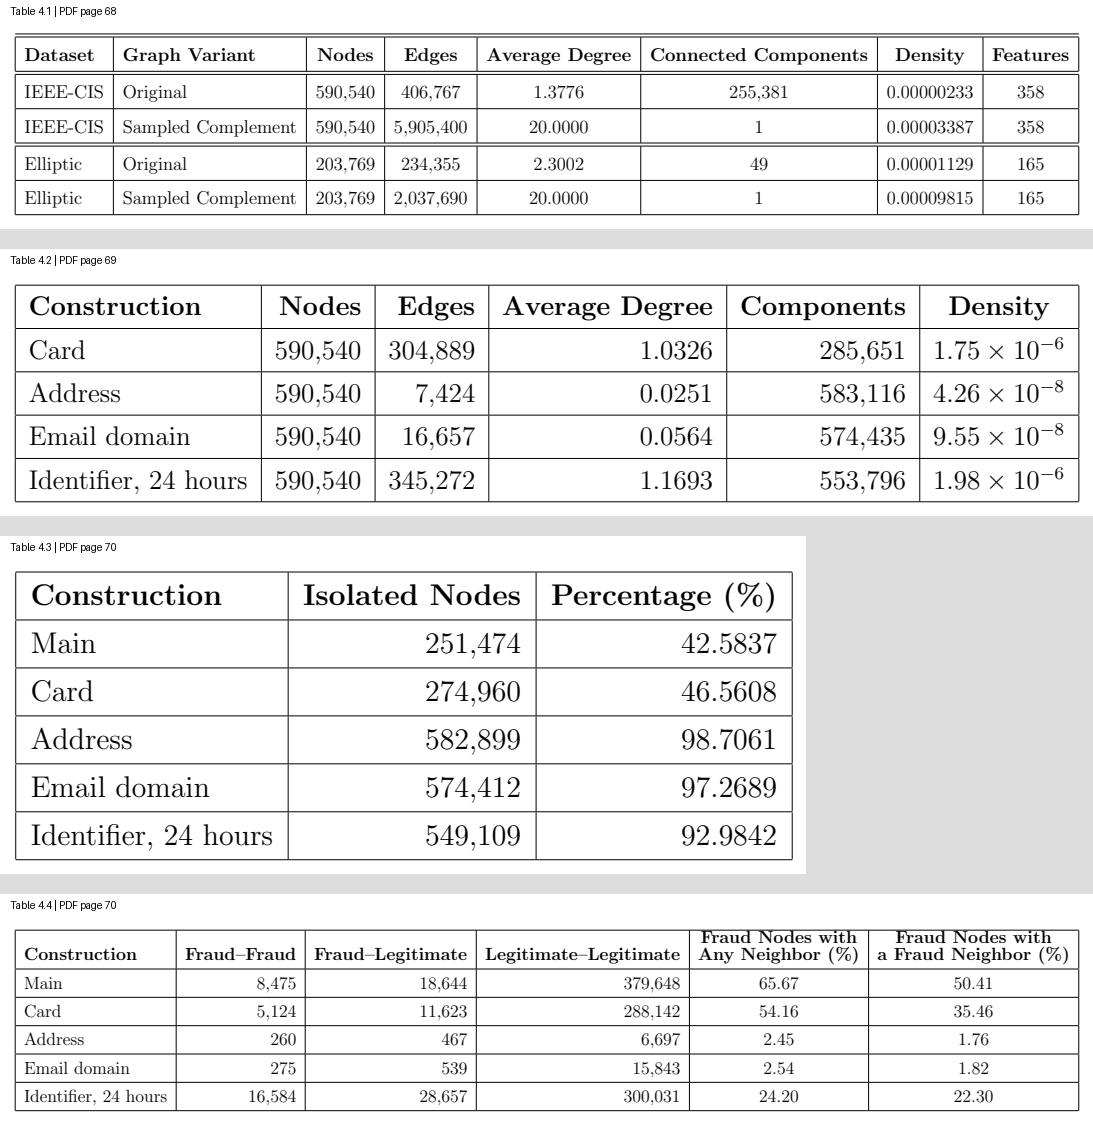 Table 4.1 | PDF page 68
Dataset Graph Variant Nodes Edges Average Degree Connected Components Density Features
IEEE-CIS Original 590,540 406,767 1.3776 255,381 0.00000233 358
IEEE-CIS Sampled Complement 590,540 5,905,400 20.0000 1 0.00003387 358
Elliptic Original 203,769 234,355 2.3002 49 0.00001129 165
Elliptic Sampled Complement 203,769 2,037,690 20.0000 1 0.00009815 165
Table 4.2 | PDF page 69
Construction Nodes Edges Average Degree Components Density
Card 590,540 304,889 1.0326 285,651 1.75 × 10⁻⁶
Address 590,540 7,424 0.0251 583,116 4.26 × 10⁻⁸
Email domain 590,540 16,657 0.0564 574,435 9.55 × 10⁻⁸
Identifier, 24 hours 590,540 345,272 1.1693 553,796 1.98 × 10⁻⁶
Table 4.3 | PDF page 70
Construction Isolated Nodes Percentage (%)
Main 251,474 42.5837
Card 274,960 46.5608
Address 582,899 98.7061
Email domain 574,412 97.2689
Identifier, 24 hours 549,109 92.9842
Table 4.4 | PDF page 70
Construction Fraud–Fraud Fraud–Legitimate Legitimate–Legitimate Fraud Nodes with Any Neighbor (%) Fraud Nodes with a Fraud Neighbor (%)
Main 8,475 18,644 379,648 65.67 50.41
Card 5,124 11,623 288,142 54.16 35.46
Address 260 467 6,697 2.45 1.76
Email domain 275 539 15,843 2.54 1.82
Identifier, 24 hours 16,584 28,657 300,031 24.20 22.30